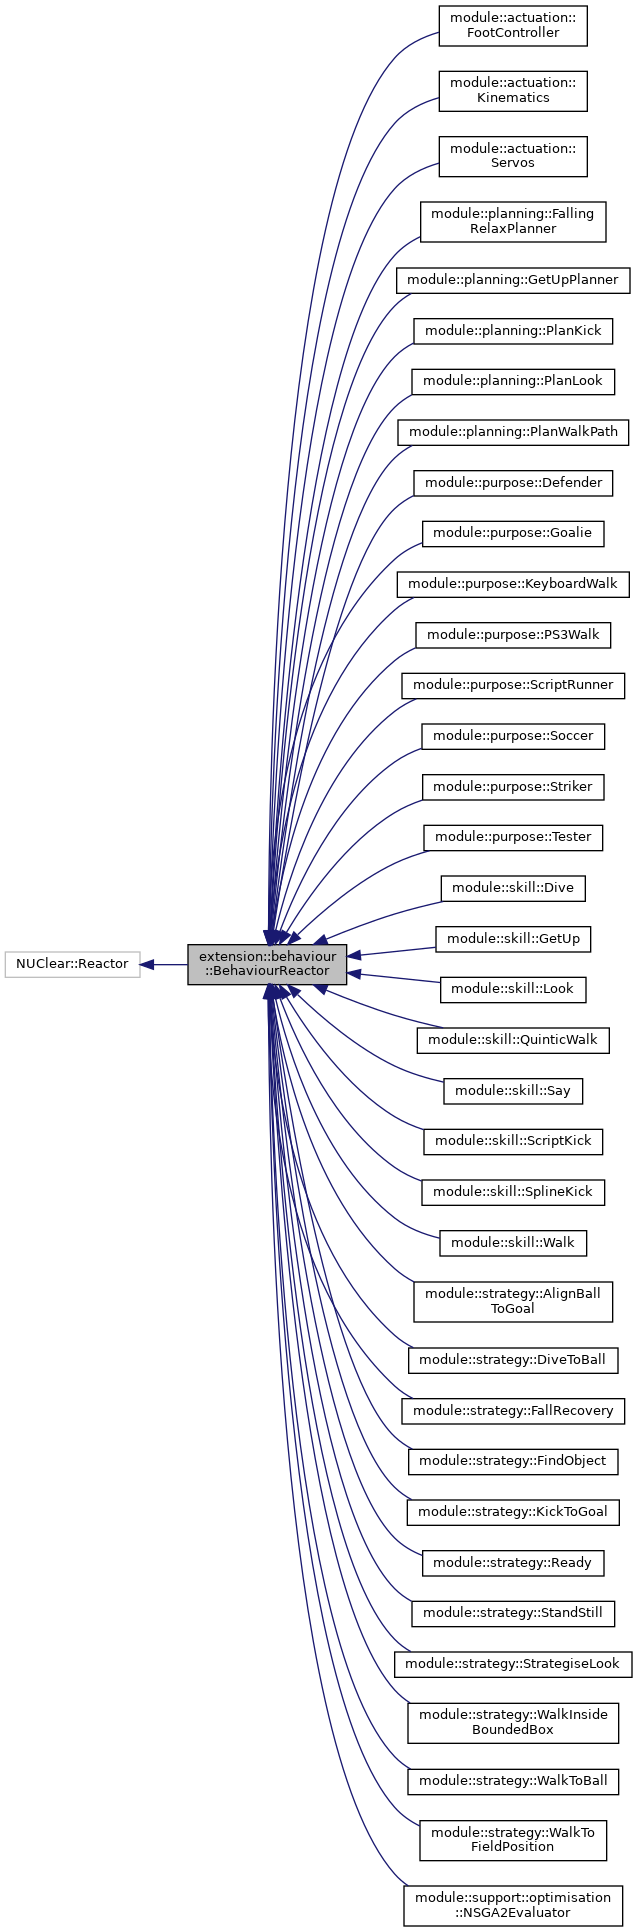 module::actuation::
FootController
module::actuation::
Kinematics
module::actuation::
Servos
module::planning::Falling
RelaxPlanner
module::planning::GetUpPlanner
module::planning::PlanKick
module::planning::PlanLook
module::planning::PlanWalkPath
module::purpose::Defender
module::purpose::Goalie
module::purpose::KeyboardWalk
module::purpose::PS3Walk
module::purpose::ScriptRunner
module::purpose::Soccer
module::purpose::Striker
module::purpose::Tester
module::skill::Dive
module::skill::GetUp
NUClear::Reactor
extension::behaviour
::BehaviourReactor
module::skill::Look
module::skill::QuinticWalk
module::skill::Say
module::skill::ScriptKick
module::skill::SplineKick
module::skill::Walk
module::strategy::AlignBall
ToGoal
module::strategy::DiveToBall
module::strategy::FallRecovery
module::strategy::FindObject
module::strategy::KickToGoal
module::strategy::Ready
module::strategy::StandStill
module::strategy::StrategiseLook
module::strategy::WalkInside
BoundedBox
module::strategy::WalkToBall
module::strategy::WalkTo
FieldPosition
module::support::optimisation
::NSGA2Evaluator